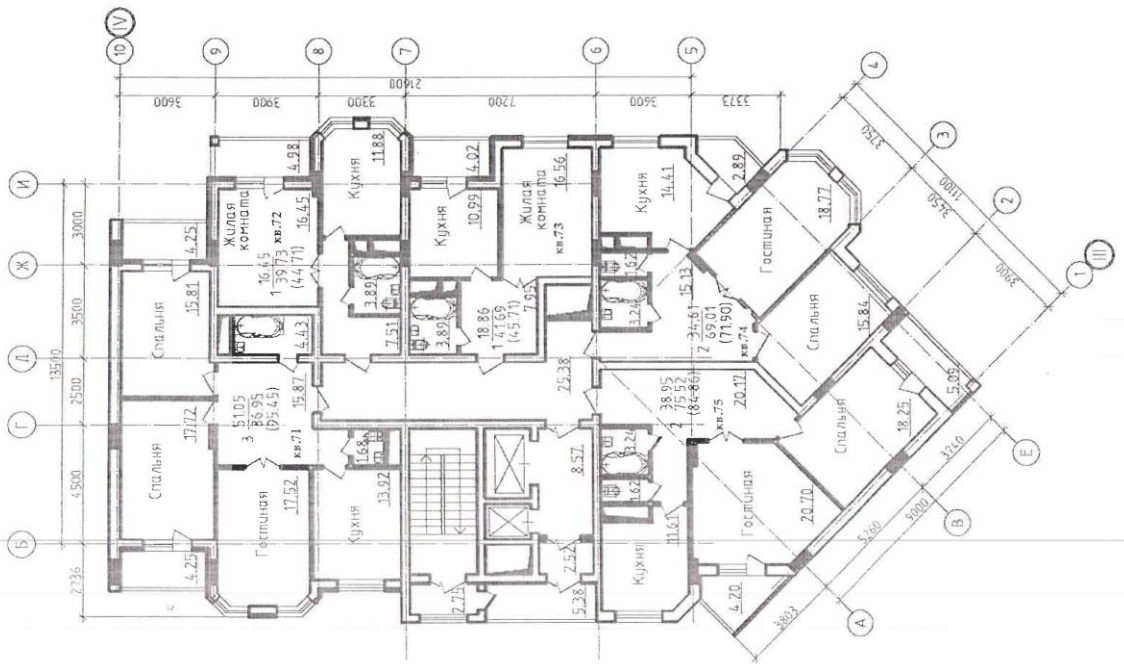 10
IV
9
8
7
6
5
4
3
2
1
III
21600
3600
3900
3300
7200
3600
3373
3750
3450
11100
3900
И
Ж
Д
Г
Б
3000
3500
2500
4500
2736
13500
4.25
Спальня
15.81
Спальня
17.72
4.25
4.98
Жилая
комната
16.45
16.45
1 39.73 кв.72
(44.71)
4.43
3 51.05
86.95
(95.45)
15.87
кв.71
Гостиная
17.52
Кухня
11.88
3.89
7.51
1.68
Кухня
13.92
4.02
Кухня
10.99
Жилая
комната
16.56
кв.73
3.89
18.86
1 41.69
(45.71)
7.95
25.38
8.57
2.52
2.75
5.38
Кухня
14.41
2.89
1.62
3.24
15.13
2 34.61
69.01
(71.90)
кв.74
Гостиная
18.77
Спальня
15.84
2 38.95
75.52
(84.86)
кв.75
20.17
3.24
1.62
Кухня
11.61
Гостиная
20.70
4.20
Спальня
18.25
5.09
3740
5260
9000
3803
А
В
Е